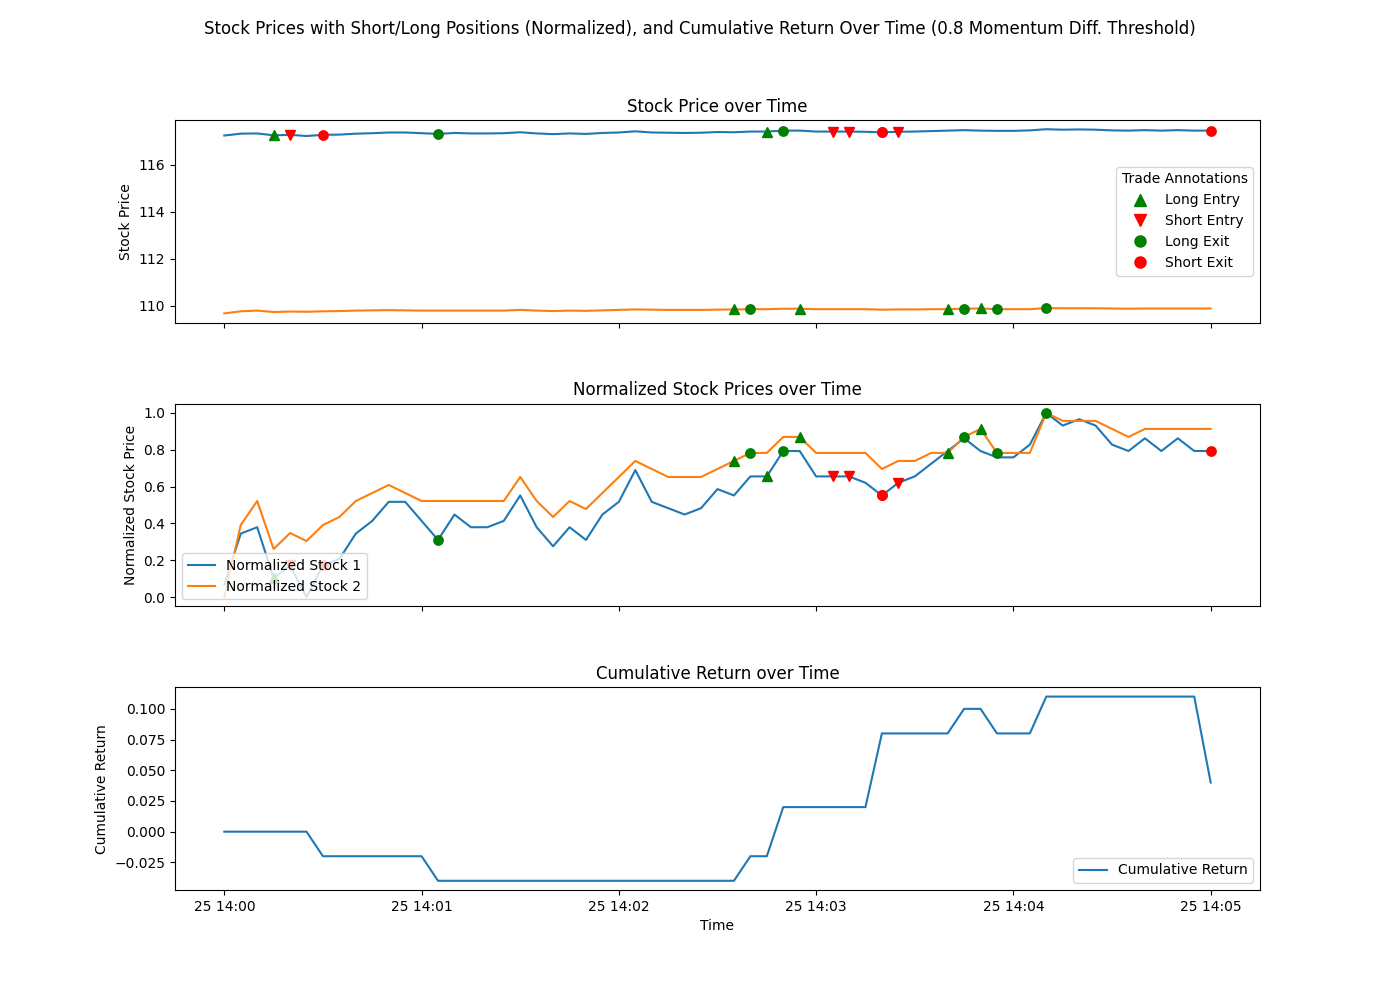 Stock Prices with Short/Long Positions (Normalized), and Cumulative Return Over Time (0.8 Momentum Diff. Threshold)
Stock Price over Time
Stock Price
116
114
112
110
Trade Annotations
Long Entry
Short Entry
Long Exit
Short Exit
Normalized Stock Prices over Time
Normalized Stock Price
1.0
0.8
0.6
0.4
0.2
0.0
Normalized Stock 1
Normalized Stock 2
Cumulative Return over Time
Cumulative Return
0.100
0.075
0.050
0.025
0.000
−0.025
Cumulative Return
25 14:00
25 14:01
25 14:02
25 14:03
25 14:04
25 14:05
Time